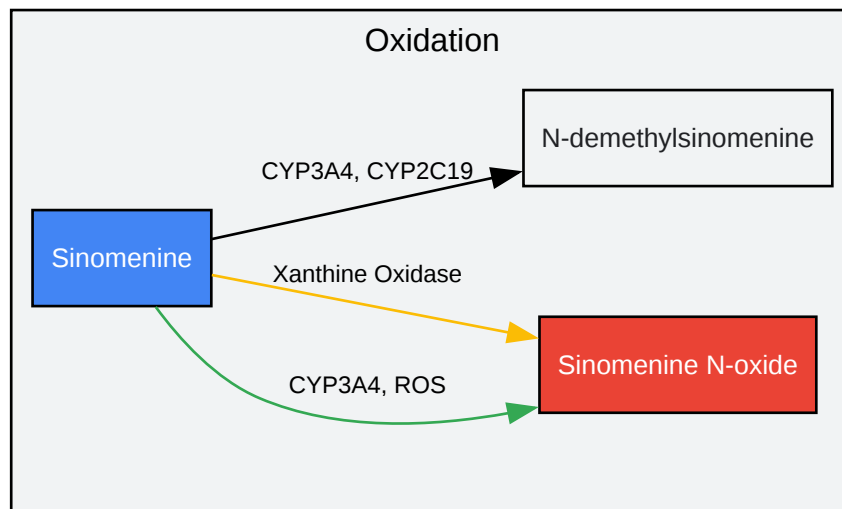 Oxidation
N-demethylsinomenine
CYP3A4, CYP2C19
Sinomenine
Xanthine Oxidase
Sinomenine N-oxide
CYP3A4, ROS